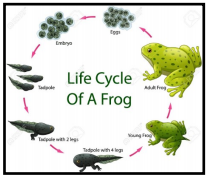 Eggs
Embryo
Life Cycle
Of A Frog
Tadpole
Adult Frog
Tadpole with 2 legs
Young Frog
Tadpole with 4 legs